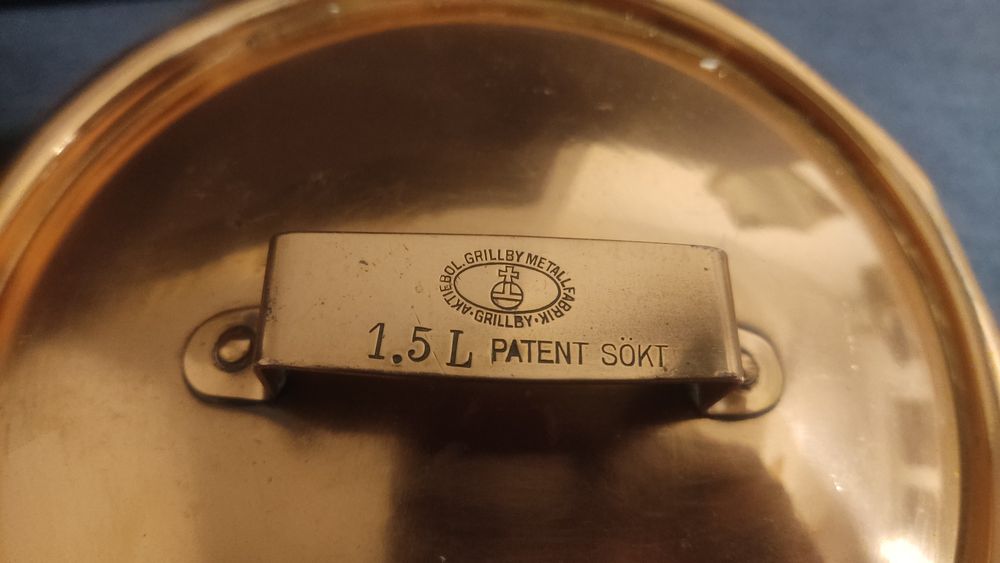 AKTIEBOL. GRILLBY METALLFABRIK
· GRILLBY ·
1.5 L PATENT SÖKT